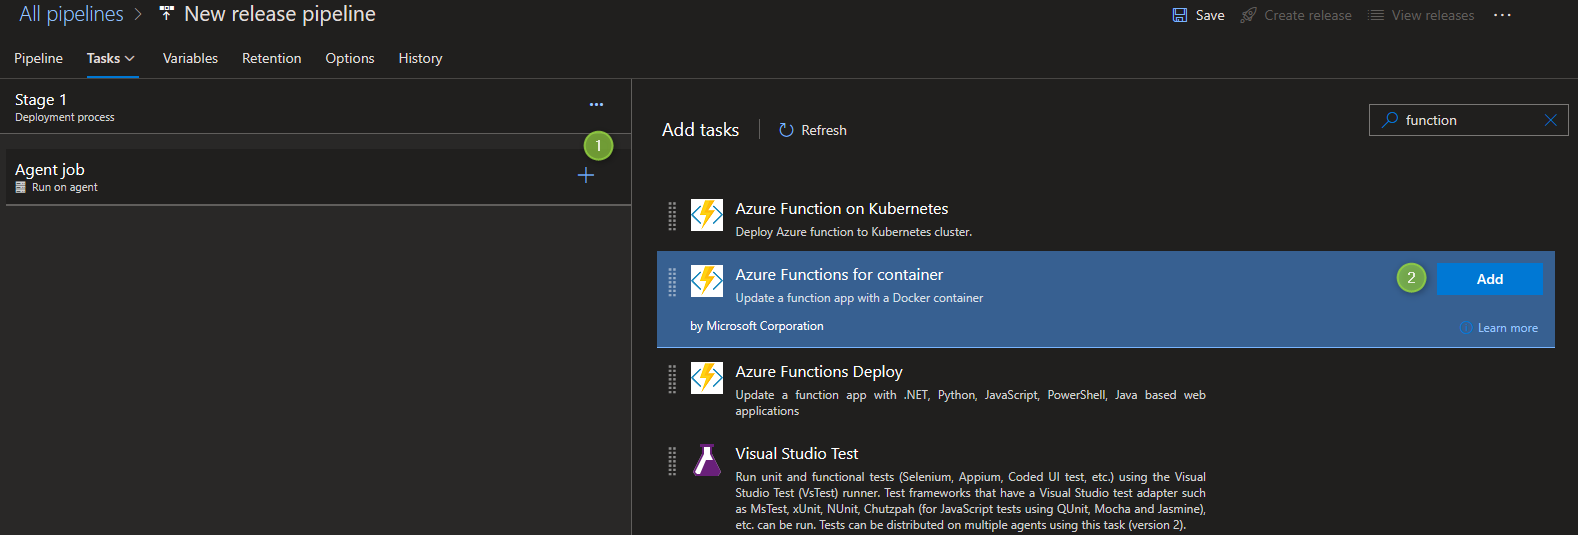 All pipelines > New release pipeline
Save Create release View releases ...
Pipeline Tasks Variables Retention Options History
Stage 1
Deployment process
...
1
Agent job
Run on agent
+
Add tasks
Refresh
function
Azure Function on Kubernetes
Deploy Azure function to Kubernetes cluster.
Azure Functions for container
Update a function app with a Docker container
by Microsoft Corporation
2
Add
Learn more
Azure Functions Deploy
Update a function app with .NET, Python, JavaScript, PowerShell, Java based web
applications
Visual Studio Test
Run unit and functional tests (Selenium, Appium, Coded UI test, etc.) using the Visual
Studio Test (VsTest) runner. Test frameworks that have a Visual Studio test adapter such
as MsTest, xUnit, NUnit, Chutzpah (for JavaScript tests using QUnit, Mocha and Jasmine),
etc. can be run. Tests can be distributed on multiple agents using this task (version 2).